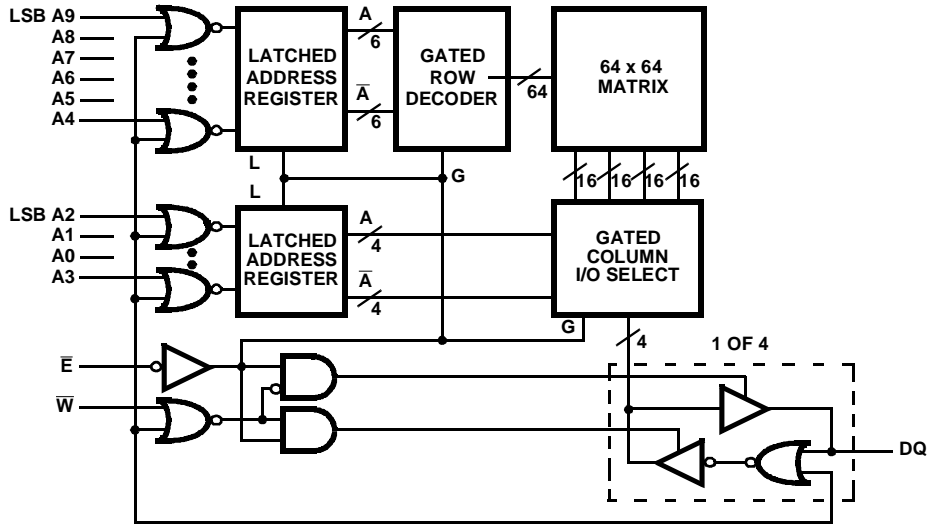 LSB A9
A8
A7
A6
A5
A4
LATCHED
ADDRESS
REGISTER
A
6
A̅
6
GATED
ROW
DECODER
64
64 x 64
MATRIX
L
L
G
16 16 16 16
LSB A2
A1
A0
A3
LATCHED
ADDRESS
REGISTER
A
4
A̅
4
GATED
COLUMN
I/O SELECT
G
4
1 OF 4
E̅
W̅
DQ